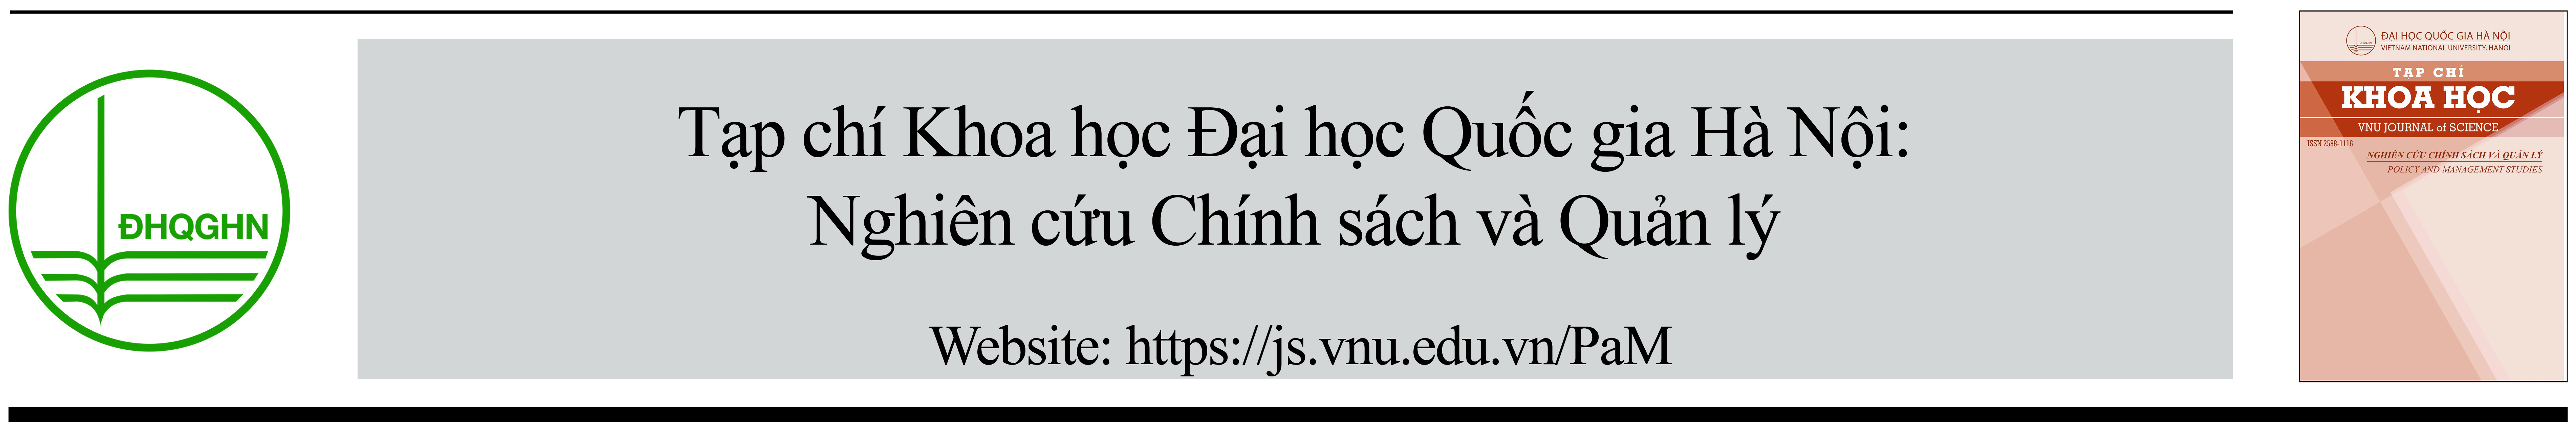 ĐHQGHN
Tạp chí Khoa học Đại học Quốc gia Hà Nội:
Nghiên cứu Chính sách và Quản lý
Website: https://js.vnu.edu.vn/PaM
ĐẠI HỌC QUỐC GIA HÀ NỘI
VIETNAM NATIONAL UNIVERSITY, HANOI
TẠP CHÍ
KHOA HỌC
VNU JOURNAL of SCIENCE
ISSN 2588-1116
NGHIÊN CỨU CHÍNH SÁCH VÀ QUẢN LÝ
POLICY AND MANAGEMENT STUDIES